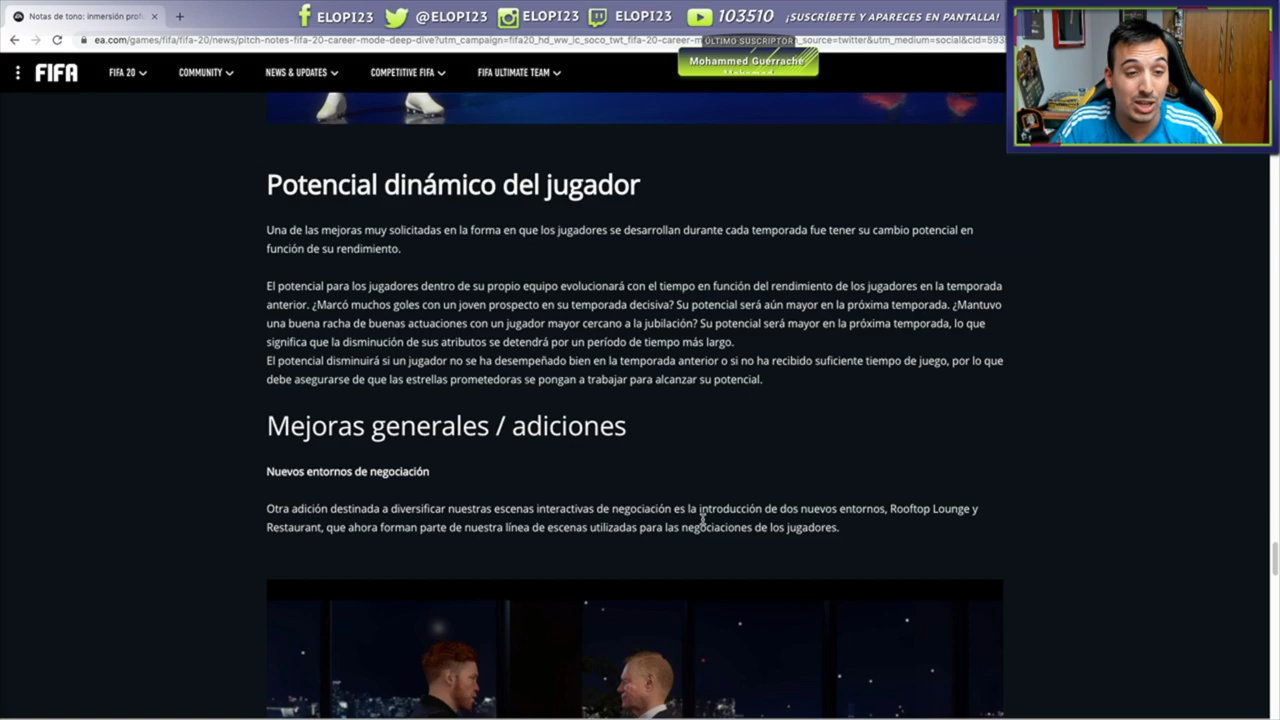 Notas de tono: inmersión prof
ELOPI23
@ELOPI23
ELOPI23
ELOPI23
103510
¡SUSCRÍBETE Y APARECES EN PANTALLA!
ea.com/games/fifa/fifa-20/news/pitch-notes-fifa-20-career-mode-deep-dive?utm_campaign=fifa20_hd_ww_ic_soco_twt_fifa-20-career-m
_source=twitter&utm_medium=social&cid=593
ÚLTIMO SUSCRIPTOR
Mohammed Guerrache
FIFA
FIFA 20
COMMUNITY
NEWS & UPDATES
COMPETITIVE FIFA
FIFA ULTIMATE TEAM
Potencial dinámico del jugador
Una de las mejoras muy solicitadas en la forma en que los jugadores se desarrollan durante cada temporada fue tener su cambio potencial en
función de su rendimiento.
El potencial para los jugadores dentro de su propio equipo evolucionará con el tiempo en función del rendimiento de los jugadores en la temporada
anterior. ¿Marcó muchos goles con un joven prospecto en su temporada decisiva? Su potencial será aún mayor en la próxima temporada. ¿Mantuvo
una buena racha de buenas actuaciones con un jugador mayor cercano a la jubilación? Su potencial será mayor en la próxima temporada, lo que
significa que la disminución de sus atributos se detendrá por un período de tiempo más largo.
El potencial disminuirá si un jugador no se ha desempeñado bien en la temporada anterior o si no ha recibido suficiente tiempo de juego, por lo que
debe asegurarse de que las estrellas prometedoras se pongan a trabajar para alcanzar su potencial.
Mejoras generales / adiciones
Nuevos entornos de negociación
Otra adición destinada a diversificar nuestras escenas interactivas de negociación es la introducción de dos nuevos entornos, Rooftop Lounge y
Restaurant, que ahora forman parte de nuestra línea de escenas utilizadas para las negociaciones de los jugadores.